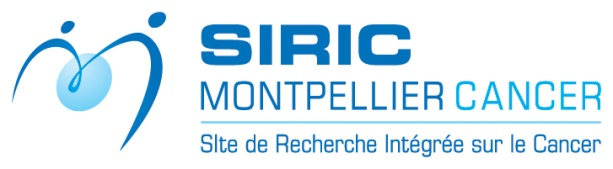 SIRIC
MONTPELLIER CANCER
SIte de Recherche Intégrée sur le Cancer